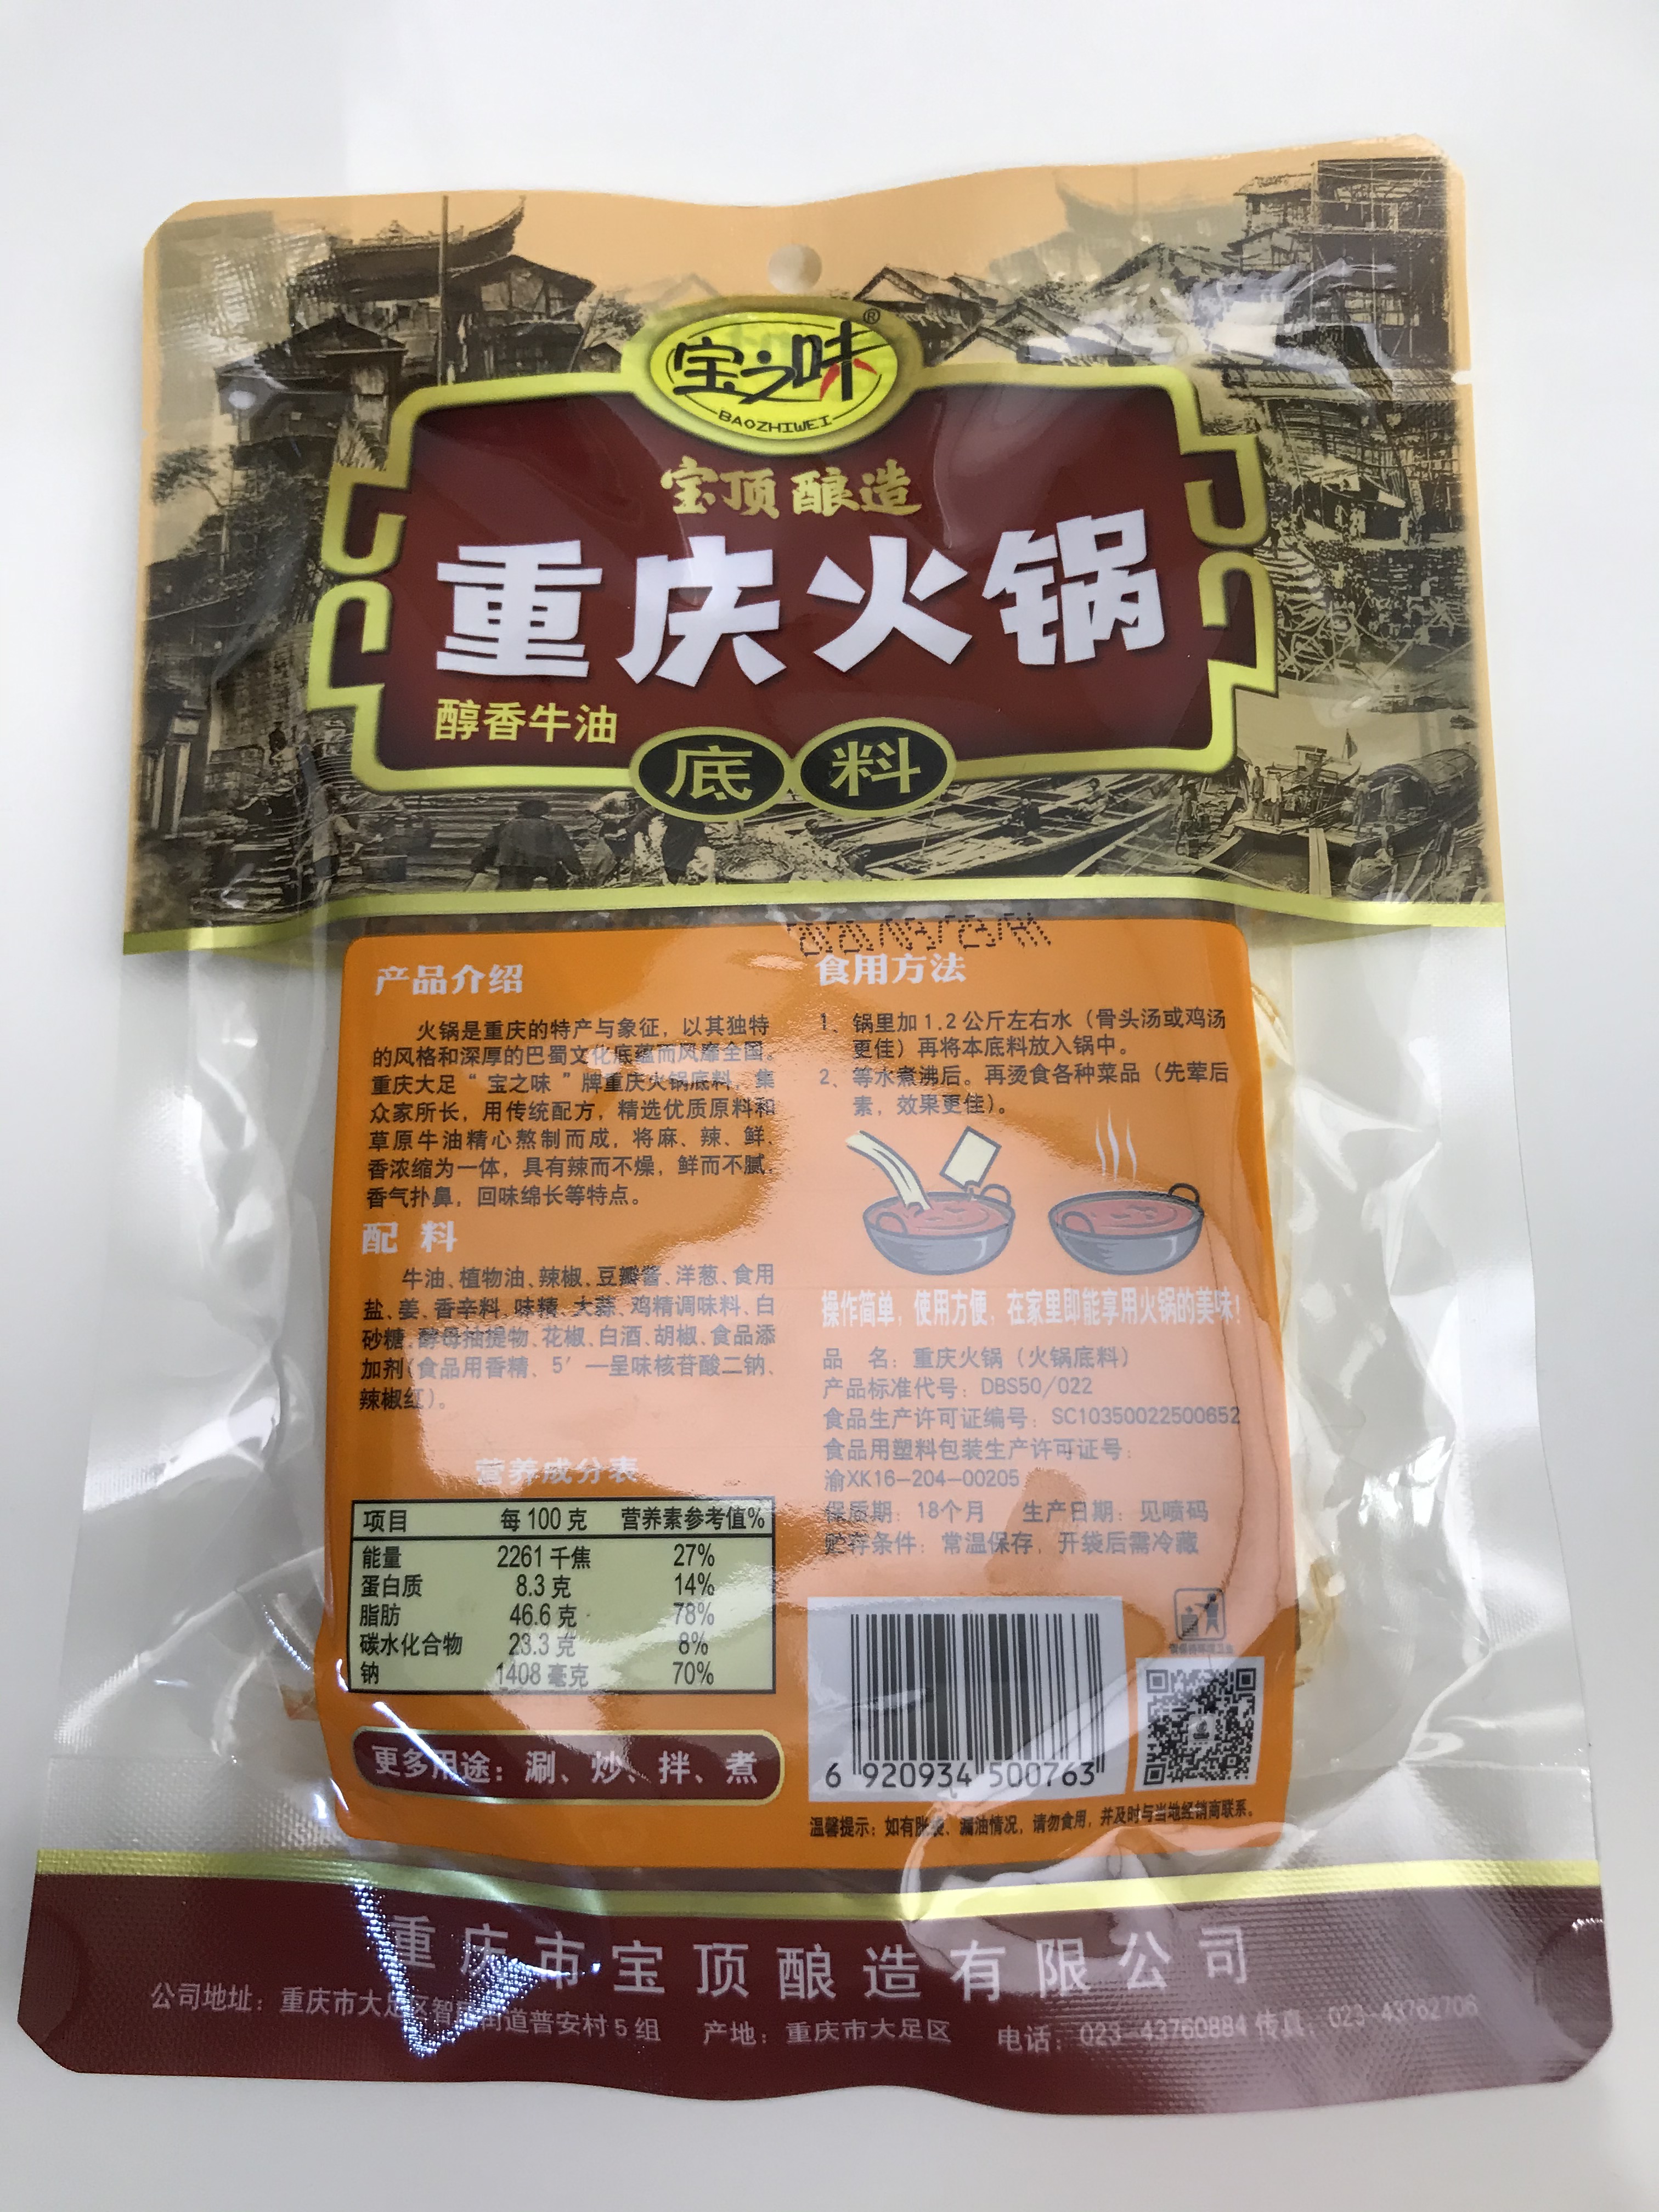 宝之味®
BAOZHIWEI
宝顶酿造
重庆火锅
醇香牛油
底料
产品介绍
火锅是重庆的特产与象征，以其独特
的风格和深厚的巴蜀文化底蕴而风靡全国。
重庆大足“宝之味”牌重庆火锅底料，集
众家所长，用传统配方，精选优质原料和
草原牛油精心熬制而成，将麻、辣、鲜、
香浓缩为一体，具有辣而不燥，鲜而不腻，
香气扑鼻，回味绵长等特点。
配 料
牛油、植物油、辣椒、豆瓣酱、洋葱、食用
盐、姜、香辛料、味精、大蒜、鸡精调味料、白
砂糖、酵母抽提物、花椒、白酒、胡椒、食品添
加剂（食品用香精、5′—呈味核苷酸二钠、
辣椒红）。
营养成分表
项目 每100克 营养素参考值%
能量 2261千焦 27%
蛋白质 8.3克 14%
脂肪 46.6克 78%
碳水化合物 23.3克 8%
钠 1408毫克 70%
更多用途：涮、炒、拌、煮
食用方法
1、锅里加1.2公斤左右水（骨头汤或鸡汤
更佳）再将本底料放入锅中。
2、等水煮沸后。再烫食各种菜品（先荤后
素，效果更佳）。
操作简单，使用方便，在家里即能享用火锅的美味！
品 名：重庆火锅（火锅底料）
产品标准代号：DBS50/022
食品生产许可证编号：SC10350022500652
食品用塑料包装生产许可证号：
渝XK16-204-00205
保质期：18个月 生产日期：见喷码
贮存条件：常温保存，开袋后需冷藏
6 920934 500763
温馨提示：如有胀袋、漏油情况，请勿食用，并及时与当地经销商联系。
重庆市宝顶酿造有限公司
公司地址：重庆市大足区智凤街道普安村5组 产地：重庆市大足区 电话：023-43760884 传真：023-43762706